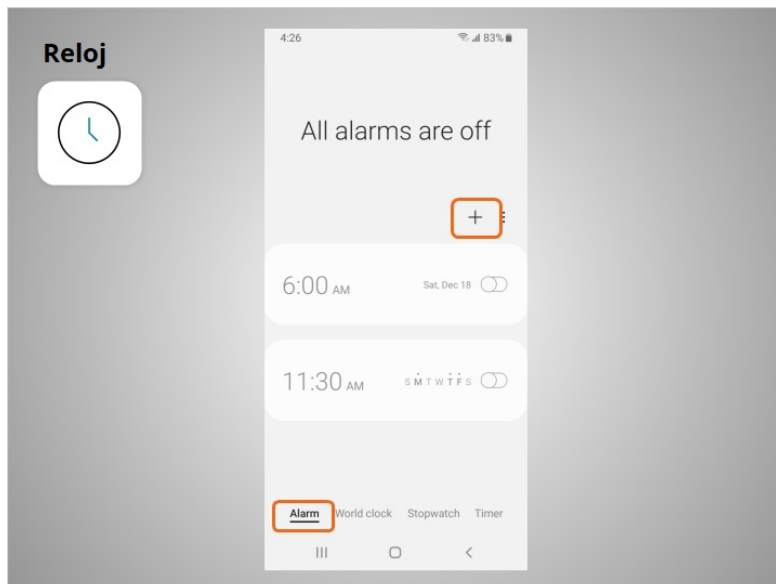 Reloj
4:26 83%
All alarms are off
6:00 AM Sat, Dec 18
11:30 AM S M T W T F S
Alarm World clock Stopwatch Timer